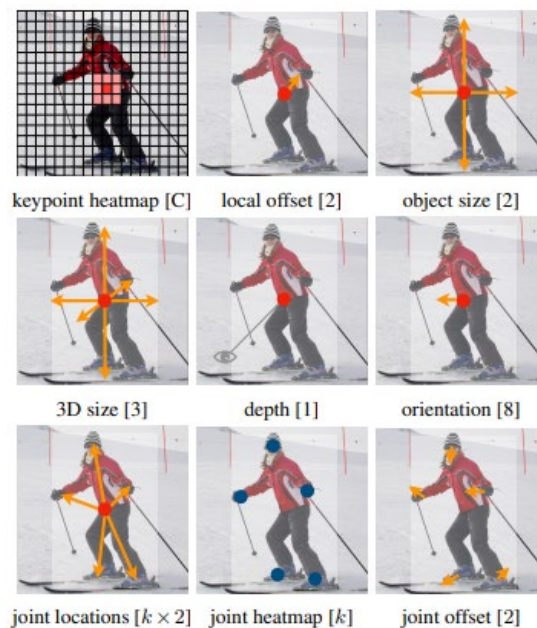 keypoint heatmap [C] local offset [2] object size [2]
3D size [3] depth [1] orientation [8]
joint locations [k × 2] joint heatmap [k] joint offset [2]